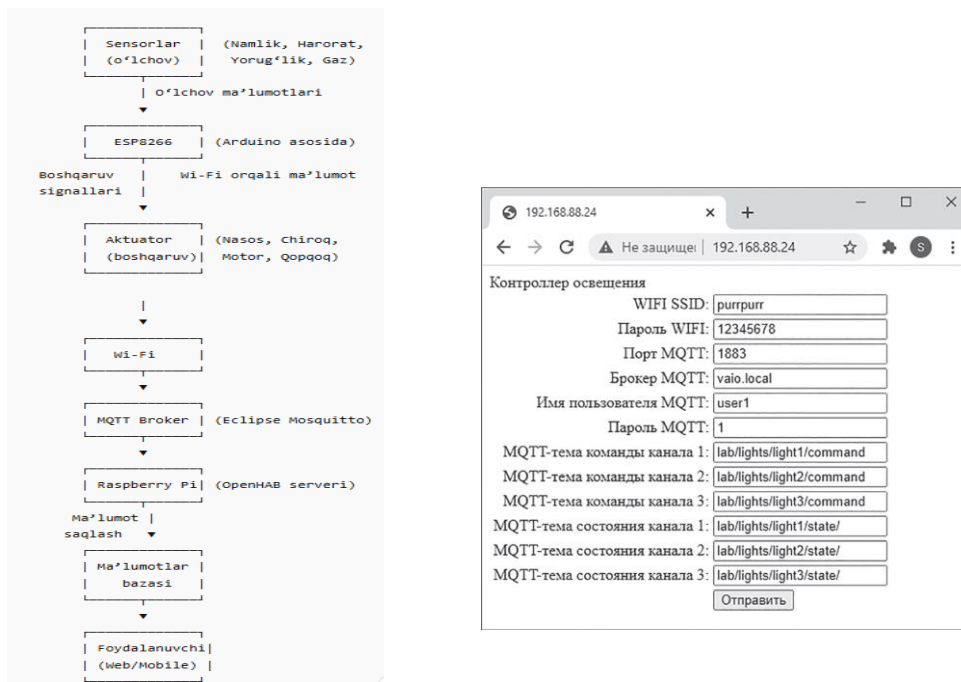 Sensorlar (Namlik, Harorat,
(o‘lchov) Yorug‘lik, Gaz)
O‘lchov ma’lumotlari
ESP8266 (Arduino asosida)
Boshqaruv Wi-Fi orqali ma’lumot
signallari
Aktuator (Nasos, Chiroq,
(boshqaruv) Motor, Qopqoq)
Wi-Fi
MQTT Broker (Eclipse Mosquitto)
Raspberry Pi (OpenHAB serveri)
Ma’lumot
saqlash
Ma’lumotlar
bazasi
Foydalanuvchi
(Web/Mobile)
192.168.88.24
Не защищен 192.168.88.24
S
Контроллер освещения
WIFI SSID: purrpurr
Пароль WIFI: 12345678
Порт MQTT: 1883
Брокер MQTT: vaio.local
Имя пользователя MQTT: user1
Пароль MQTT: 1
MQTT-тема команды канала 1: lab/lights/light1/command
MQTT-тема команды канала 2: lab/lights/light2/command
MQTT-тема команды канала 3: lab/lights/light3/command
MQTT-тема состояния канала 1: lab/lights/light1/state/
MQTT-тема состояния канала 2: lab/lights/light2/state/
MQTT-тема состояния канала 3: lab/lights/light3/state/
Отправить